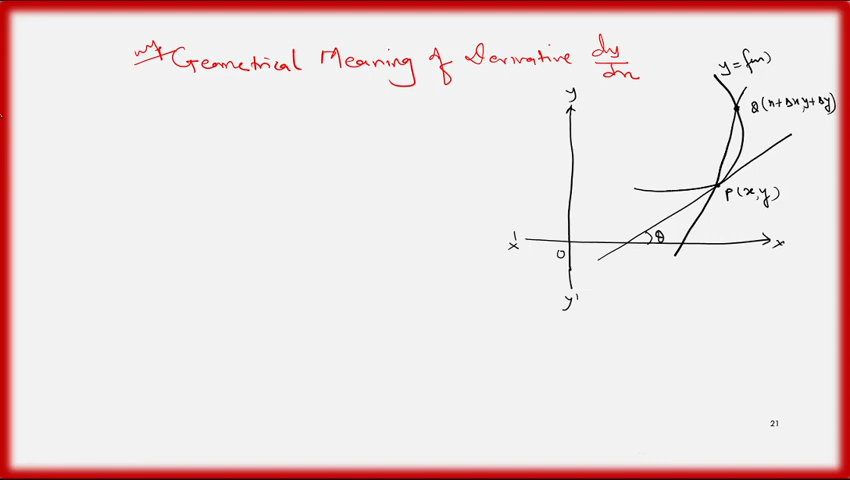 Geometrical Meaning of Derivative dy/dx
y = f(x)
y
Q(x+Δx, y+Δy)
P(x, y)
θ
x'
x
O
y'
21